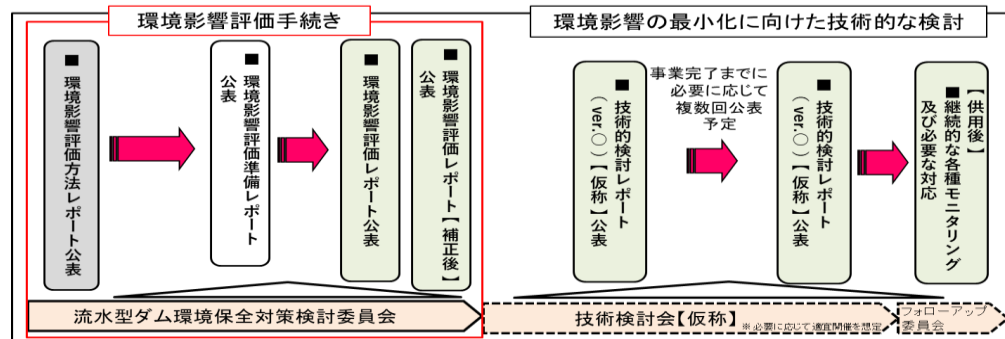 環境影響評価手続き
環境影響の最小化に向けた技術的な検討
■ 環境影響評価方法レポート公表
■ 環境影響評価準備レポート
公表
■ 環境影響評価レポート公表
■ 環境影響評価レポート【補正後】
公表
■ 技術的検討レポート
(ver.○)【仮称】公表
事業完了までに
必要に応じて
複数回公表
予定
■ 技術的検討レポート
(ver.○)【仮称】公表
【供用後】
■継続的な各種モニタリング
及び必要な対応
流水型ダム環境保全対策検討委員会
技術検討会【仮称】
※必要に応じて適宜開催を想定
フォローアップ
委員会